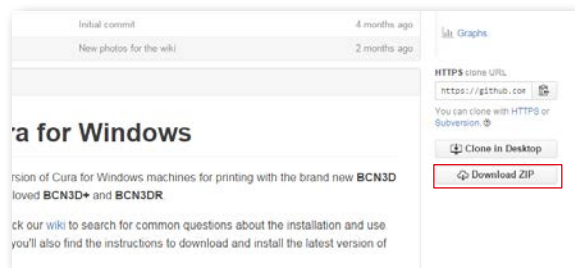 Initial commit 4 months ago
New photos for the wiki 2 months ago
Graphs
HTTPS clone URL
https://github.com
You can clone with HTTPS or
Subversion.
Clone in Desktop
Download ZIP
ra for Windows
rsion of Cura for Windows machines for printing with the brand new BCN3D
loved BCN3D+ and BCN3DR
ck our wiki to search for common questions about the installation and use
you'll also find the instructions to download and install the latest version of